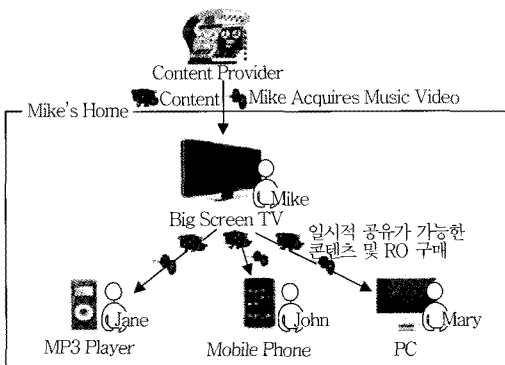 Content Provider
Content Mike Acquires Music Video
Mike's Home
Mike
Big Screen TV
일시적 공유가 가능한
콘텐츠 및 RO 구매
Jane
John
Mary
MP3 Player
Mobile Phone
PC